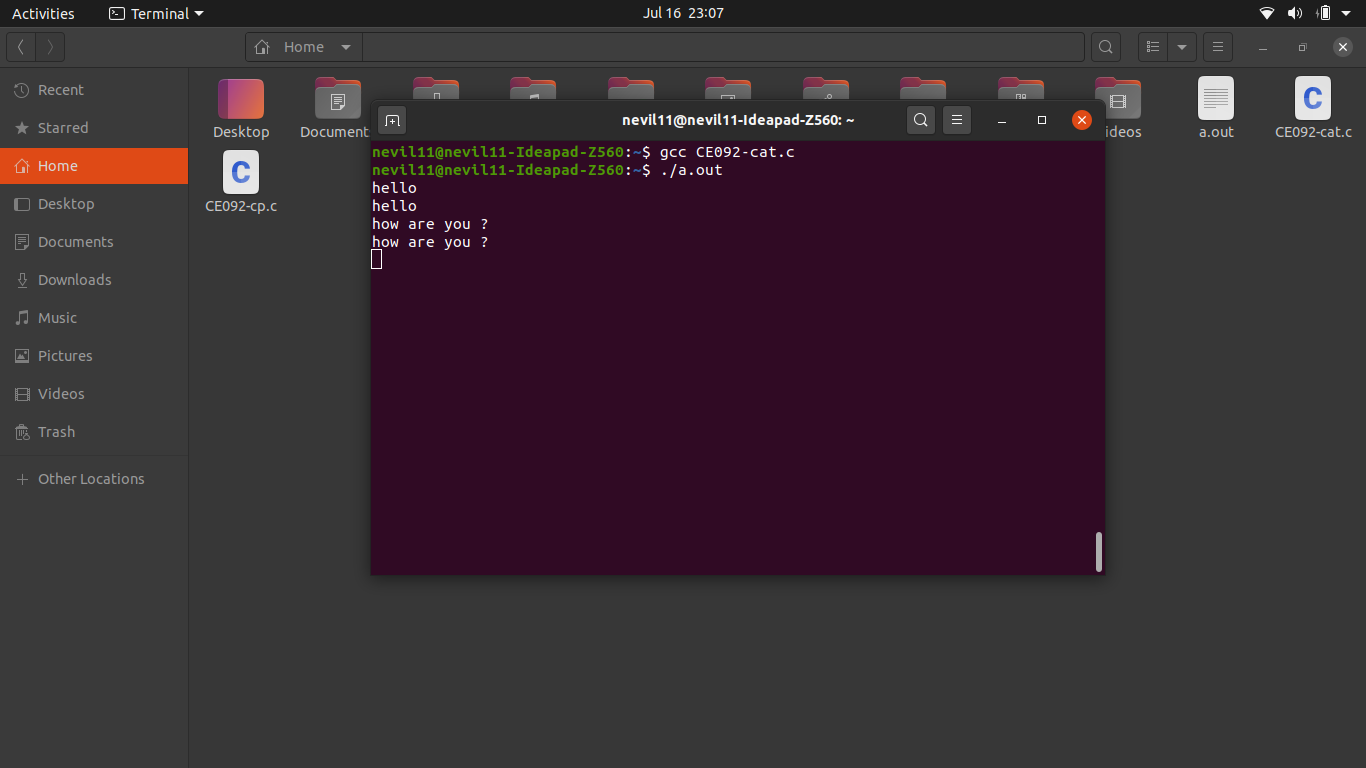 Activities
Terminal
Jul 16 23:07
Home
Recent
Starred
Home
Desktop
Documents
Downloads
Music
Pictures
Videos
Trash
Other Locations
Desktop
Document
ideos
a.out
CE092-cat.c
CE092-cp.c
nevil11@nevil11-Ideapad-Z560: ~
nevil11@nevil11-Ideapad-Z560:~$ gcc CE092-cat.c
nevil11@nevil11-Ideapad-Z560:~$ ./a.out
hello
hello
how are you ?
how are you ?